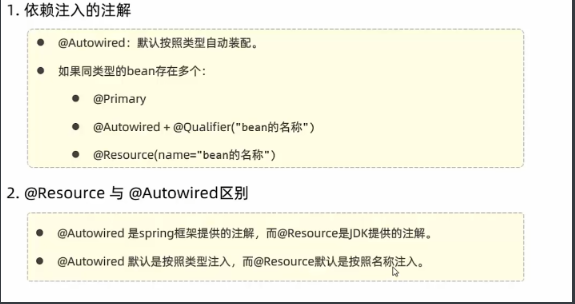 1. 依赖注入的注解
● @Autowired：默认按照类型自动装配。
● 如果同类型的bean存在多个：
● @Primary
● @Autowired + @Qualifier("bean的名称")
● @Resource(name="bean的名称")
2. @Resource 与 @Autowired区别
● @Autowired 是spring框架提供的注解，而@Resource是JDK提供的注解。
● @Autowired 默认是按照类型注入，而@Resource默认是按照名称注入。